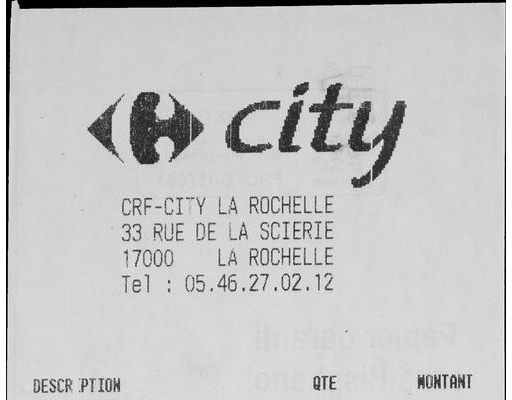 city
CRF-CITY LA ROCHELLE
33 RUE DE LA SCIERIE
17000 LA ROCHELLE
Tel : 05.46.27.02.12
Papier garanti
DESCR PTION QTE MONTANT